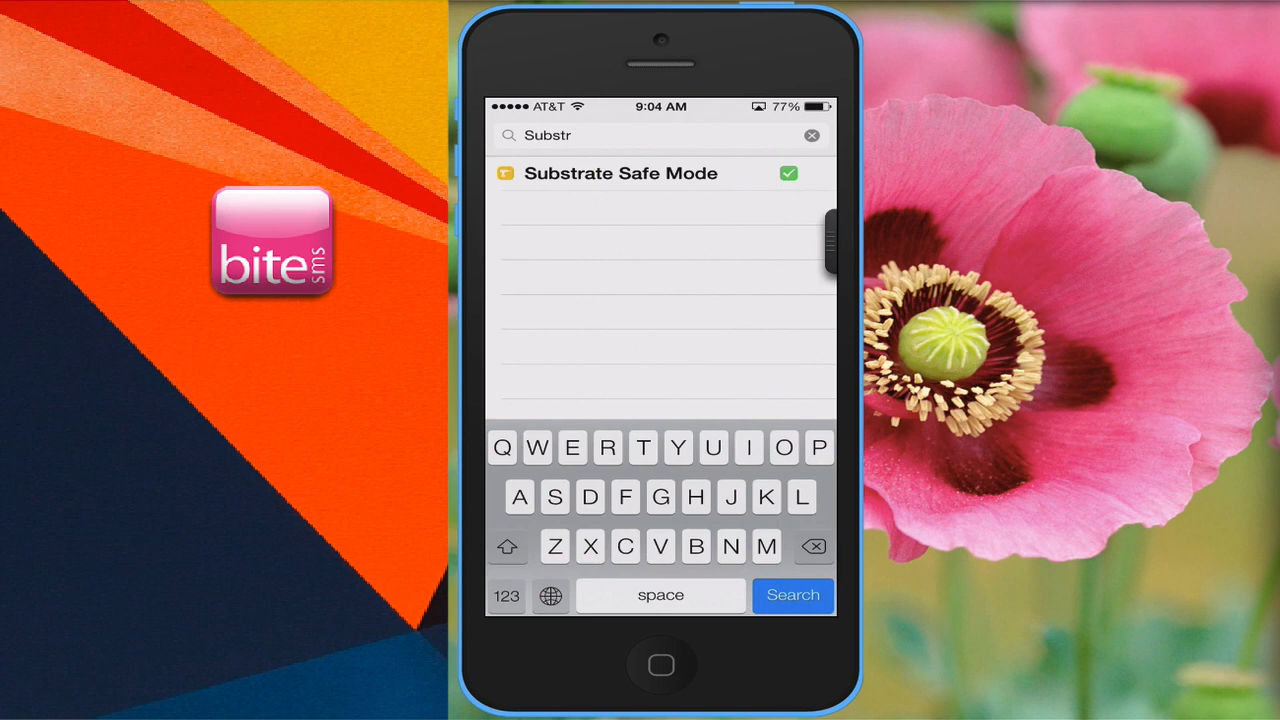 bite sms
AT&T 9:04 AM 77%
Substr
Substrate Safe Mode
Q W E R T Y U I O P
A S D F G H J K L
Z X C V B N M
123 space Search